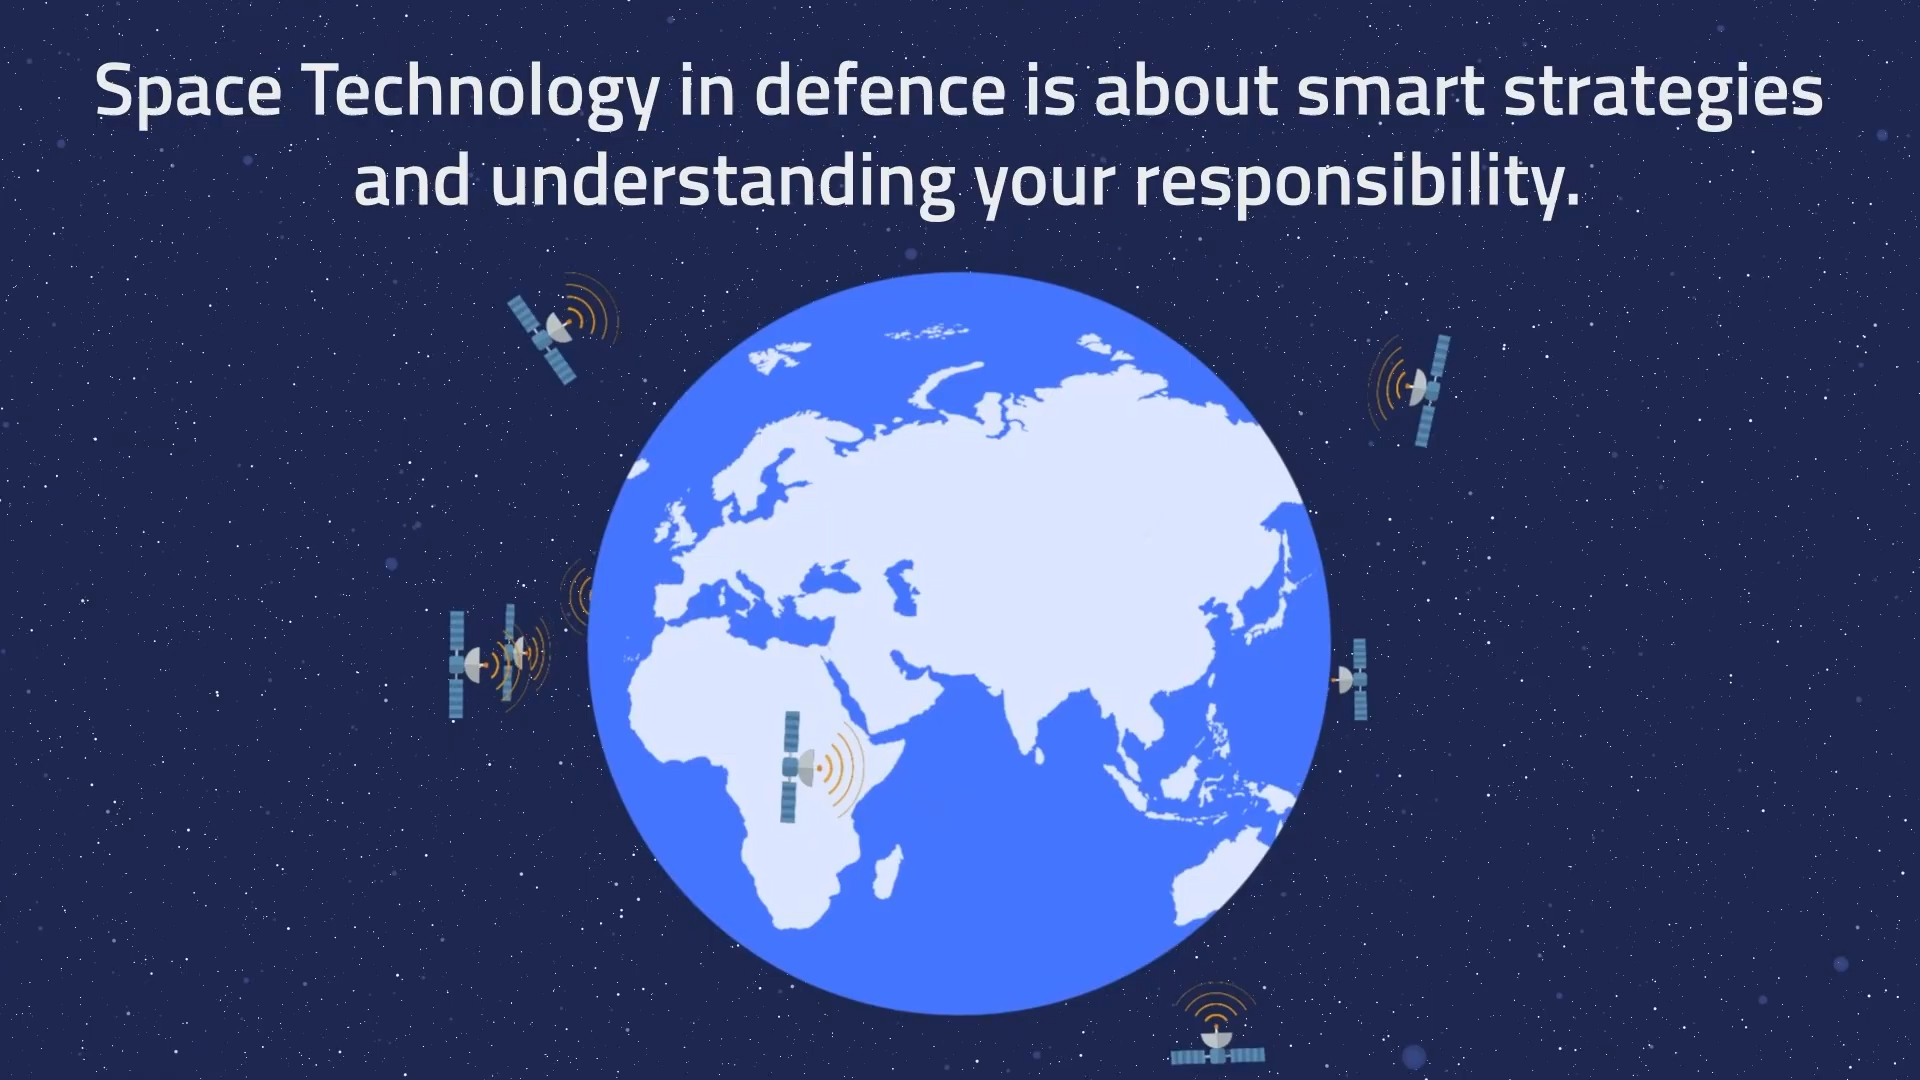 Space Technology in defence is about smart strategies
and understanding your responsibility.